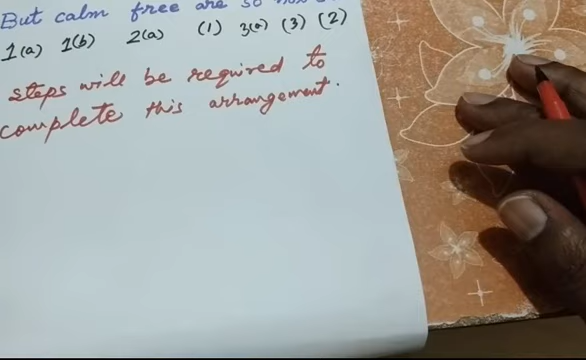 But calm free are so
1(a) 1(b) 2(a) (1) 3(a) (3) (2)
steps will be required to
complete this arrangement.